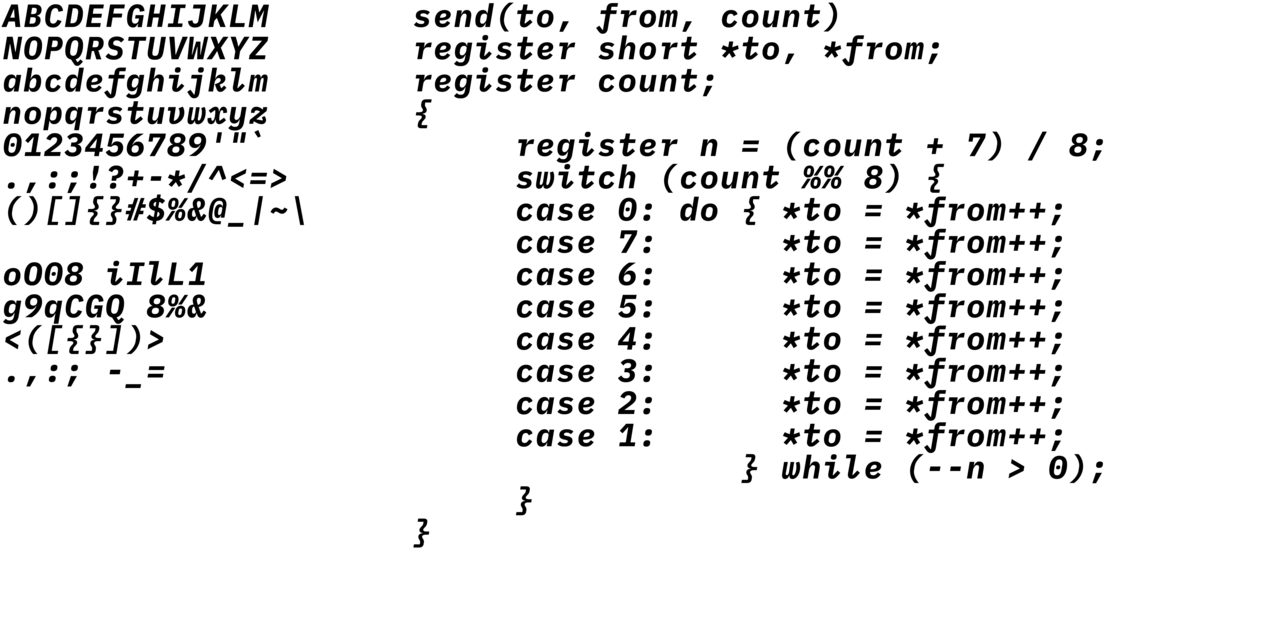 ABCDEFGHIJKLM
NOPQRSTUVWXYZ
abcdefghijklm
nopqrstuvwxyz
0123456789'"`
.,:;!?+-*/^<=>
()[]{}#$%&@_|~\
oO08 iIlL1
g9qCGQ 8%&
<([{}])>
.,:; -_=
send(to, from, count)
register short *to, *from;
register count;
{
     register n = (count + 7) / 8;
     switch (count %% 8) {
     case 0: do { *to = *from++;
     case 7:      *to = *from++;
     case 6:      *to = *from++;
     case 5:      *to = *from++;
     case 4:      *to = *from++;
     case 3:      *to = *from++;
     case 2:      *to = *from++;
     case 1:      *to = *from++;
                } while (--n > 0);
     }
}